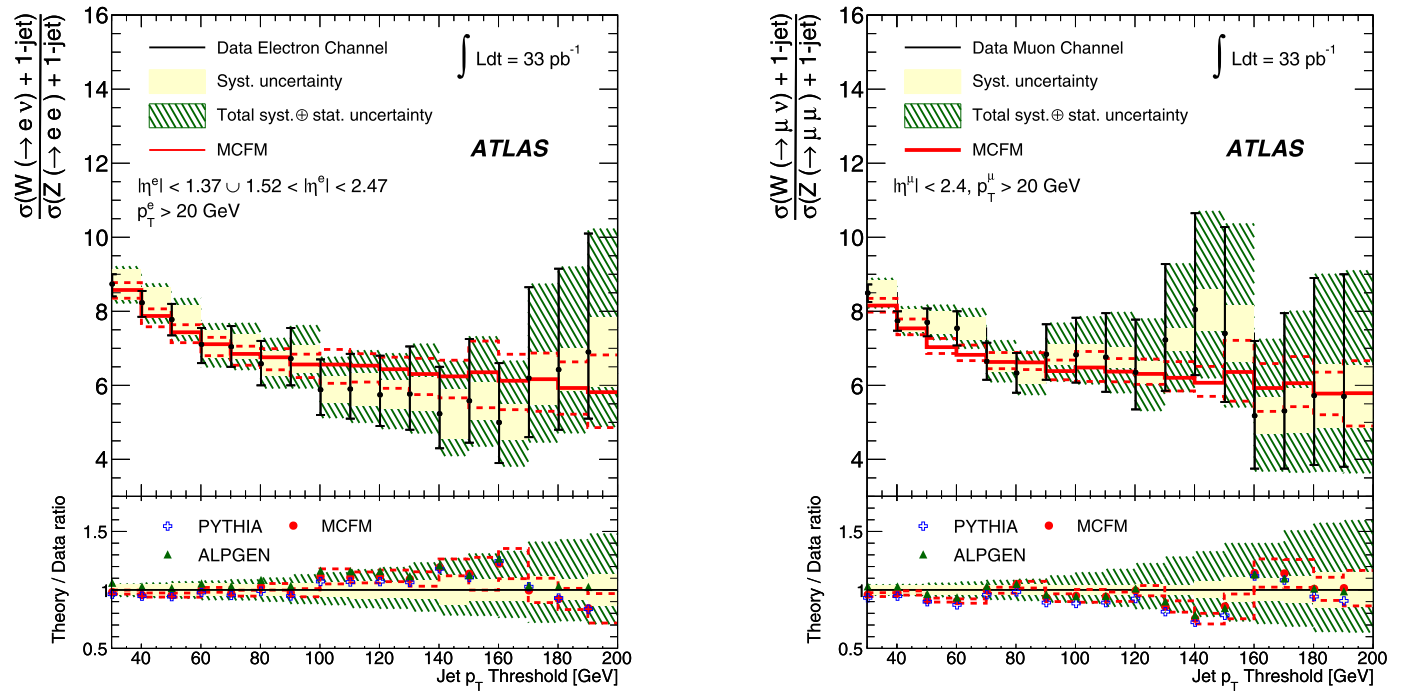 σ(W (→ e ν) + 1-jet)
σ(Z (→ e e ) + 1-jet)
16
14
12
10
8
6
4
Data Electron Channel
∫ Ldt = 33 pb⁻¹
Syst. uncertainty
Total syst.⊕ stat. uncertainty
MCFM
ATLAS
|ηᵉ| < 1.37 ∪ 1.52 < |ηᵉ| < 2.47
p_T^e > 20 GeV
Theory / Data ratio
1.5
1
0.5
PYTHIA
MCFM
ALPGEN
40 60 80 100 120 140 160 180 200
Jet p_T Threshold [GeV]
σ(W (→ μ ν) + 1-jet)
σ(Z (→ μ μ ) + 1-jet)
16
14
12
10
8
6
4
Data Muon Channel
∫ Ldt = 33 pb⁻¹
Syst. uncertainty
Total syst.⊕ stat. uncertainty
MCFM
ATLAS
|η^μ| < 2.4, p_T^μ > 20 GeV
Theory / Data ratio
1.5
1
0.5
PYTHIA
MCFM
ALPGEN
40 60 80 100 120 140 160 180 200
Jet p_T Threshold [GeV]